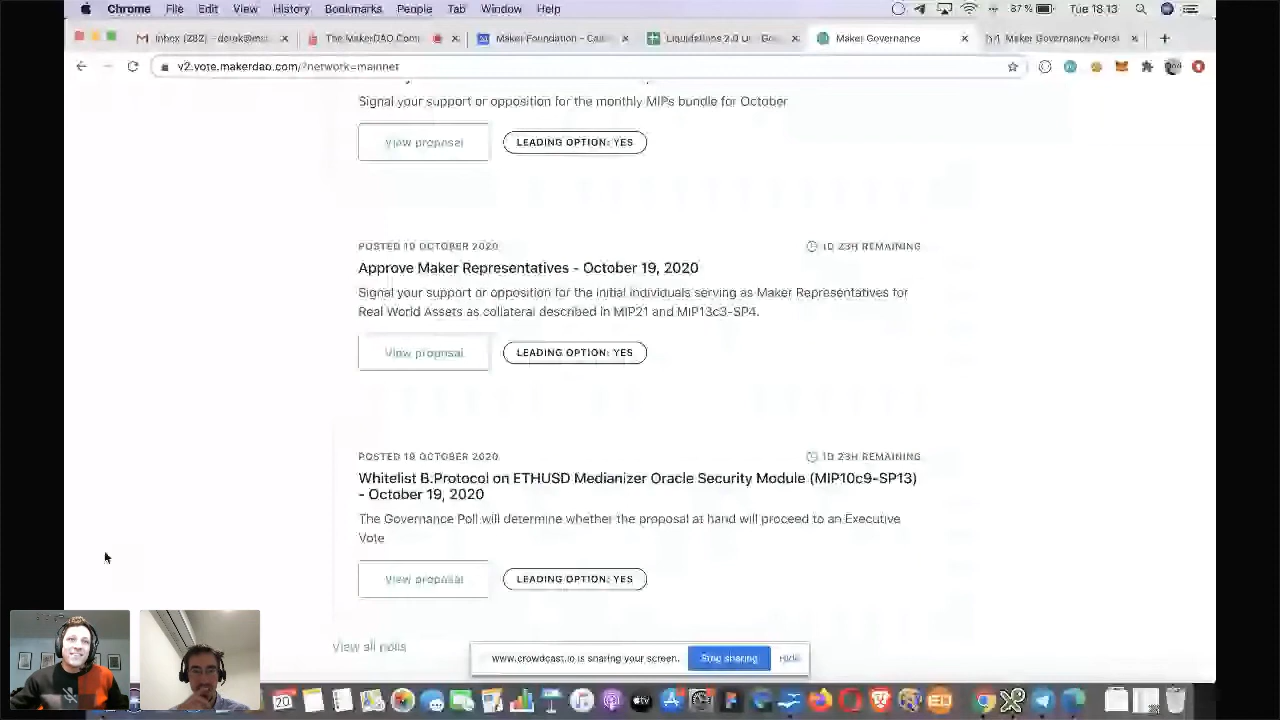 Chrome File Edit View History Bookmarks People Tab Window Help 87% Tue 18:13
The MakerDAO Com Maker Foundation - Liquidations 2.0 Maker Governance Maker Governance Portal
v2.vote.makerdao.com/?network=mainnet
Signal your support or opposition for the monthly MIPs bundle for October
View proposal LEADING OPTION: YES
POSTED 19 OCTOBER 2020 1D 23H REMAINING
Approve Maker Representatives - October 19, 2020
Signal your support or opposition for the initial individuals serving as Maker Representatives for
Real World Assets as collateral described in MIP21 and MIP13c3-SP4.
View proposal LEADING OPTION: YES
POSTED 19 OCTOBER 2020 1D 23H REMAINING
Whitelist B.Protocol on ETHUSD Medianizer Oracle Security Module (MIP10c9-SP13)
- October 19, 2020
The Governance Poll will determine whether the proposal at hand will proceed to an Executive
Vote
View proposal LEADING OPTION: YES
View all polls
www.crowdcast.io is sharing your screen. Stop sharing Hide
20